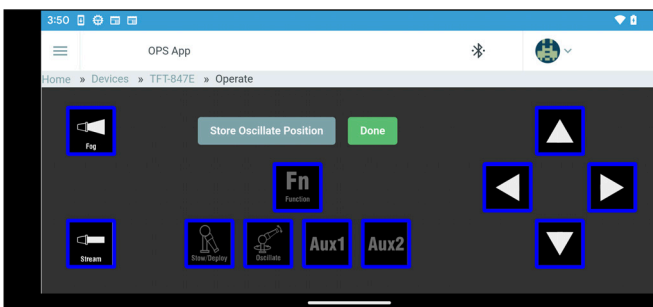 3:50
OPS App
Home » Devices » TFT-847E » Operate
Fog
Store Oscillate Position
Done
Fn
Function
Stream
Stow/Deploy
Oscillate
Aux1
Aux2